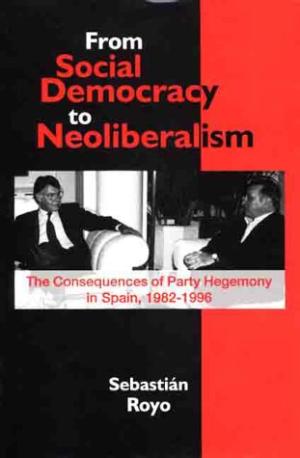 From
Social
Democracy
to
Neoliberalism
The Consequences of Party Hegemony
in Spain, 1982-1996
Sebastián
Royo